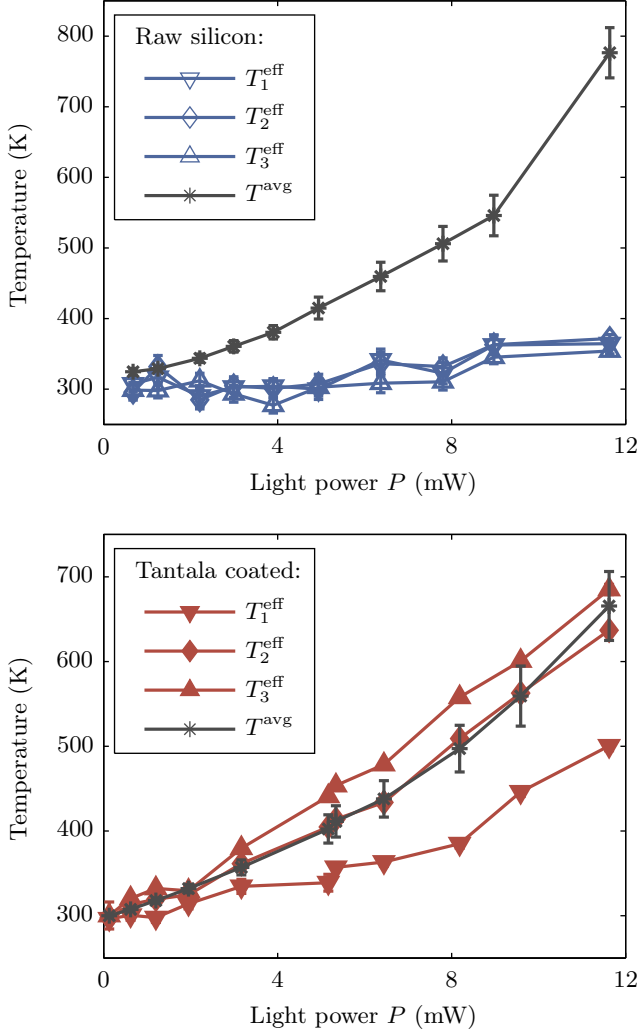 800
700
600
500
400
300
Temperature (K)
Raw silicon:
T₁ᵉᶠᶠ
T₂ᵉᶠᶠ
T₃ᵉᶠᶠ
Tᵃᵛᵍ
0 4 8 12
Light power P (mW)
700
600
500
400
300
Temperature (K)
Tantala coated:
T₁ᵉᶠᶠ
T₂ᵉᶠᶠ
T₃ᵉᶠᶠ
Tᵃᵛᵍ
0 4 8 12
Light power P (mW)